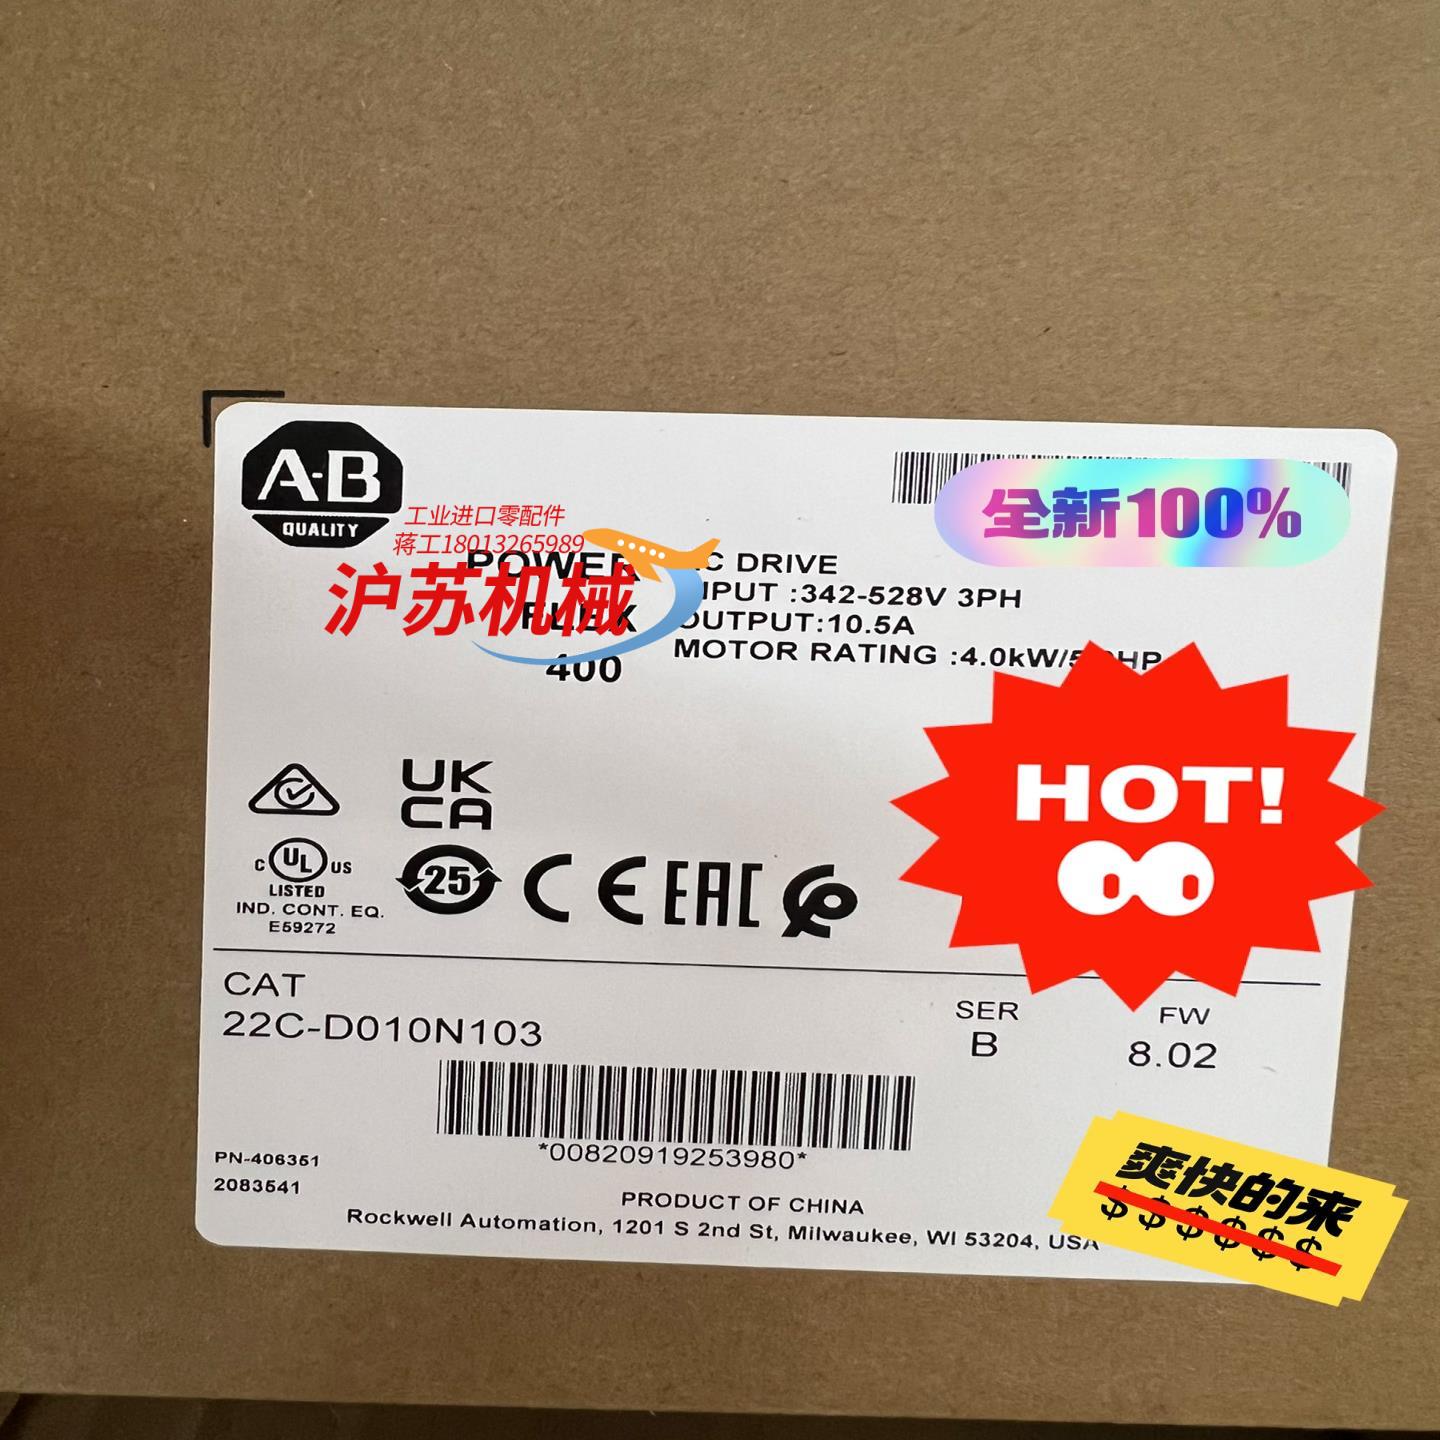 A-B
QUALITY
全新100%
工业进口零配件
蒋工18013265989
沪苏机械
POWER
FLEX
400
C DRIVE
NPUT :342-528V 3PH
OUTPUT:10.5A
MOTOR RATING :4.0kW/5.0HP
HOT!
UK
CA
C UL US
LISTED
IND. CONT. EQ.
E59272
25
CE
EAC
CAT
22C-D010N103
SER
B
FW
8.02
*00820919253980*
PN-406351
2083541
PRODUCT OF CHINA
Rockwell Automation, 1201 S 2nd St, Milwaukee, WI 53204, USA
爽快的来
$$$$$$